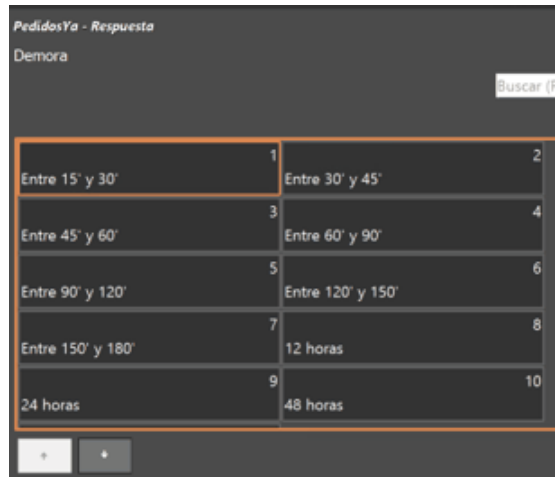 PedidosYa - Respuesta
Demora
Buscar (F
1 2
Entre 15' y 30' Entre 30' y 45'
3 4
Entre 45' y 60' Entre 60' y 90'
5 6
Entre 90' y 120' Entre 120' y 150'
7 8
Entre 150' y 180' 12 horas
9 10
24 horas 48 horas